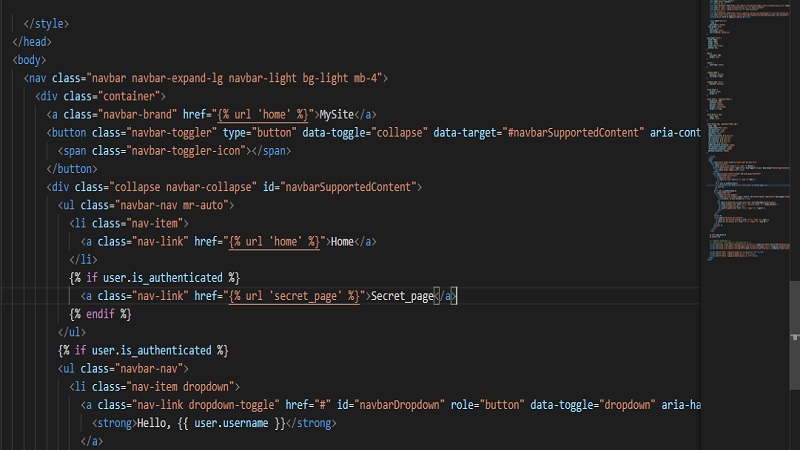 </style>
</head>
<body>
<nav class="navbar navbar-expand-lg navbar-light bg-light mb-4">
<div class="container">
<a class="navbar-brand" href="{% url 'home' %}">MySite</a>
<button class="navbar-toggler" type="button" data-toggle="collapse" data-target="#navbarSupportedContent" aria-cont
<span class="navbar-toggler-icon"></span>
</button>
<div class="collapse navbar-collapse" id="navbarSupportedContent">
<ul class="navbar-nav mr-auto">
<li class="nav-item">
<a class="nav-link" href="{% url 'home' %}">Home</a>
</li>
{% if user.is_authenticated %}
<a class="nav-link" href="{% url 'secret_page' %}">Secret_page</a>
{% endif %}
</ul>
{% if user.is_authenticated %}
<ul class="navbar-nav">
<li class="nav-item dropdown">
<a class="nav-link dropdown-toggle" href="#" id="navbarDropdown" role="button" data-toggle="dropdown" aria-ha
<strong>Hello, {{ user.username }}</strong>
</a>